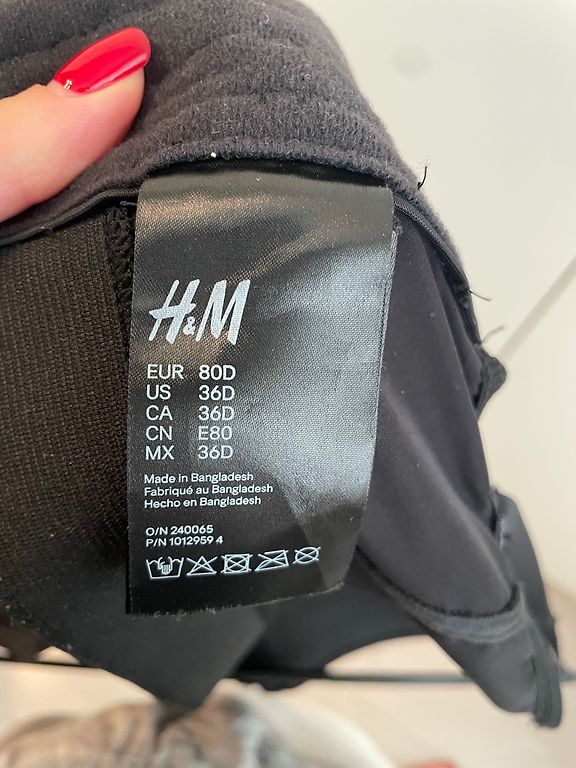 H&M
EUR 80D
US 36D
CA 36D
CN E80
MX 36D
Made in Bangladesh
Fabriqué au Bangladesh
Hecho en Bangladesh
O/N 240065
P/N 1012959 4